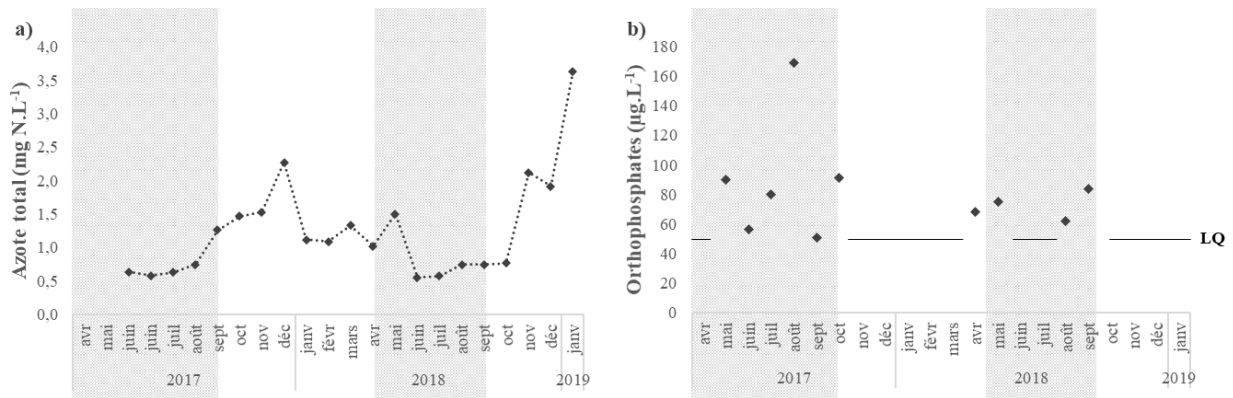 a)
Azote total (mg N.L⁻¹)
4,0
3,5
3,0
2,5
2,0
1,5
1,0
0,5
0,0
avr mai juin juin juil août sept oct nov déc janv févr mars avr mai juin juil août sept oct nov déc janv
2017 2018 2019
b)
Orthophosphates (µg.L⁻¹)
180
160
140
120
100
80
60
40
20
0
LQ
avr mai juin juil août sept oct nov déc janv févr mars avr mai juin juil août sept oct nov déc janv
2017 2018 2019